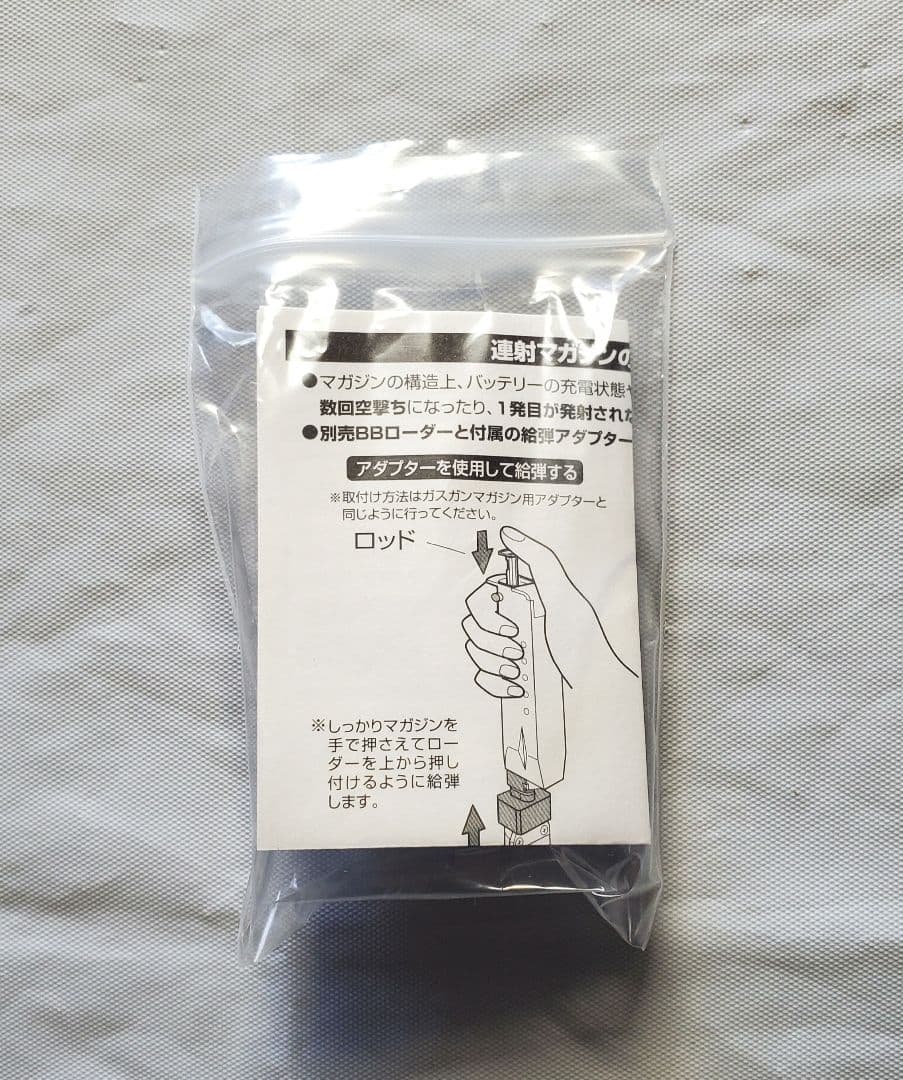 連射マガジンの
●マガジンの構造上、バッテリーの充電状態や
数回空撃ちになったり、1発目が発射された
●別売BBローダーと付属の給弾アダプター
アダプターを使用して給弾する
※取付け方法はガスガンマガジン用アダプターと
同じように行ってください。
ロッド
※しっかりマガジンを
手で押さえてロー
ダーを上から押し
付けるように給弾
します。